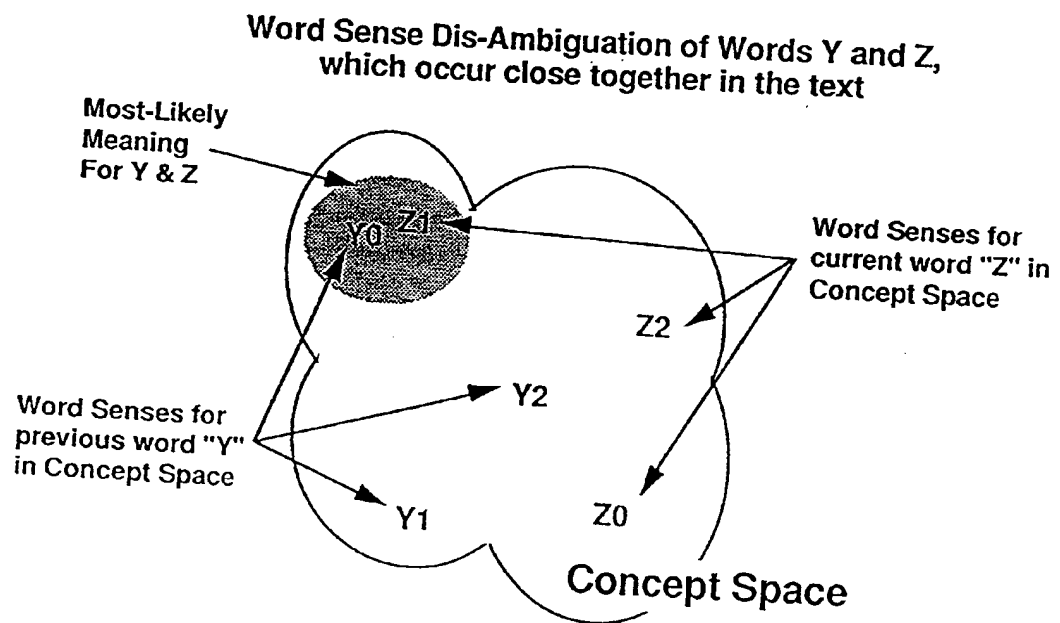 Word Sense Dis-Ambiguation of Words Y and Z,
which occur close together in the text
Most-Likely
Meaning
For Y & Z
Y0
Z1
Word Senses for
current word "Z" in
Concept Space
Z2
Y2
Word Senses for
previous word "Y"
in Concept Space
Y1
Z0
Concept Space